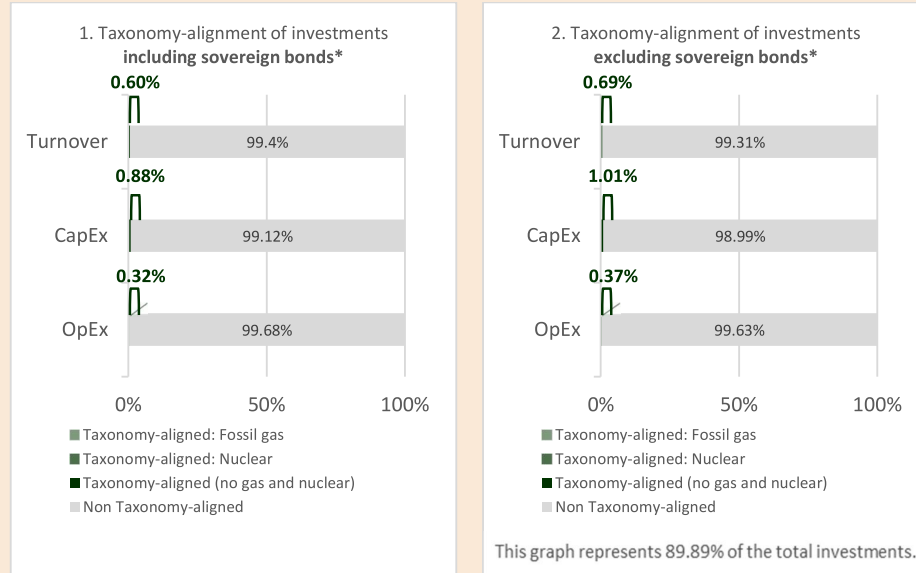 1. Taxonomy-alignment of investments
including sovereign bonds*
0.60%
Turnover
99.4%
0.88%
CapEx
99.12%
0.32%
OpEx
99.68%
0%
50%
100%
Taxonomy-aligned: Fossil gas
Taxonomy-aligned: Nuclear
Taxonomy-aligned (no gas and nuclear)
Non Taxonomy-aligned
2. Taxonomy-alignment of investments
excluding sovereign bonds*
0.69%
Turnover
99.31%
1.01%
CapEx
98.99%
0.37%
OpEx
99.63%
0%
50%
100%
Taxonomy-aligned: Fossil gas
Taxonomy-aligned: Nuclear
Taxonomy-aligned (no gas and nuclear)
Non Taxonomy-aligned
This graph represents 89.89% of the total investments.